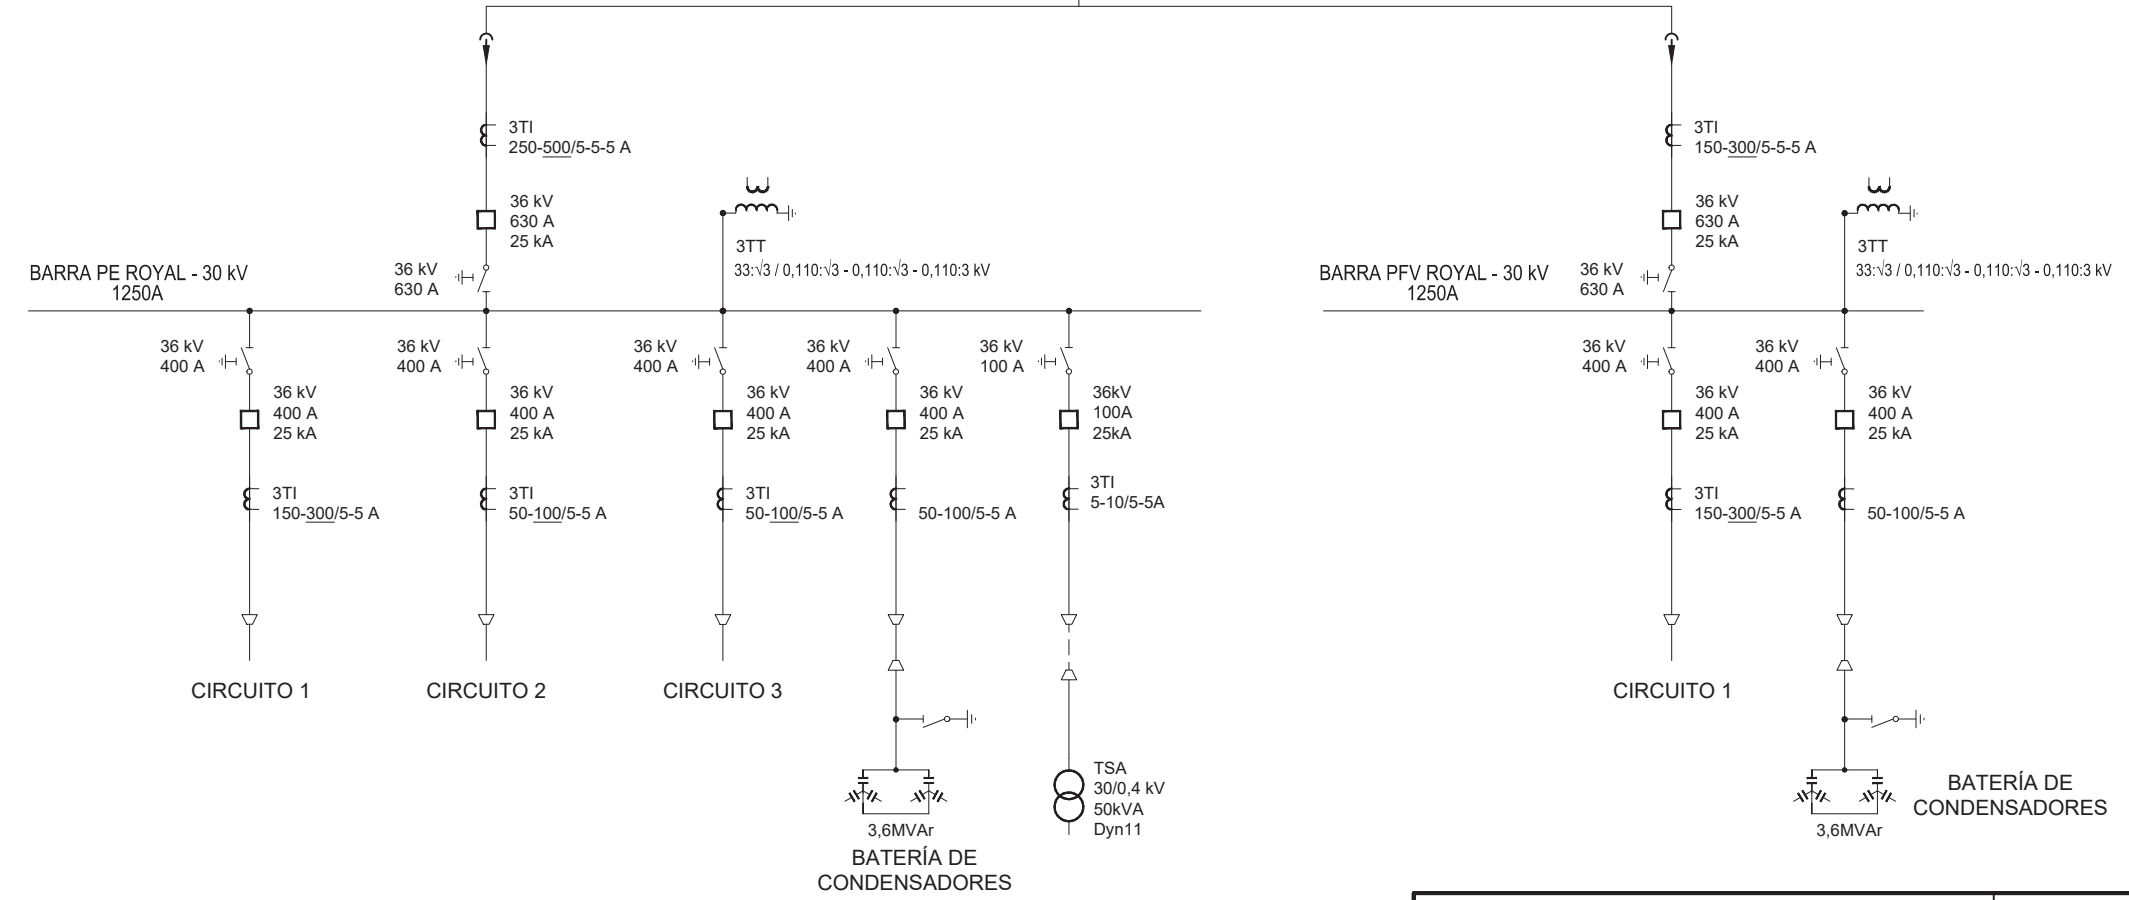 3TI
250-500/5-5-5 A
3TI
150-300/5-5-5 A
36 kV
630 A
25 kA
36 kV
630 A
25 kA
3TT
33:√3 / 0,110:√3 - 0,110:√3 - 0,110:3 kV
3TT
33:√3 / 0,110:√3 - 0,110:√3 - 0,110:3 kV
BARRA PE ROYAL - 30 kV
1250A
36 kV
630 A
BARRA PFV ROYAL - 30 kV
1250A
36 kV
630 A
36 kV
400 A
36 kV
400 A
36 kV
400 A
36 kV
400 A
36 kV
100 A
36 kV
400 A
36 kV
400 A
36 kV
400 A
25 kA
36 kV
400 A
25 kA
36 kV
400 A
25 kA
36 kV
400 A
25 kA
36kV
100A
25kA
36 kV
400 A
25 kA
36 kV
400 A
25 kA
3TI
150-300/5-5 A
3TI
50-100/5-5 A
3TI
50-100/5-5 A
50-100/5-5 A
3TI
5-10/5-5A
3TI
150-300/5-5 A
50-100/5-5 A
CIRCUITO 1
CIRCUITO 2
CIRCUITO 3
CIRCUITO 1
TSA
30/0,4 kV
50kVA
Dyn11
3,6MVAr
BATERÍA DE
CONDENSADORES
3,6MVAr
BATERÍA DE
CONDENSADORES